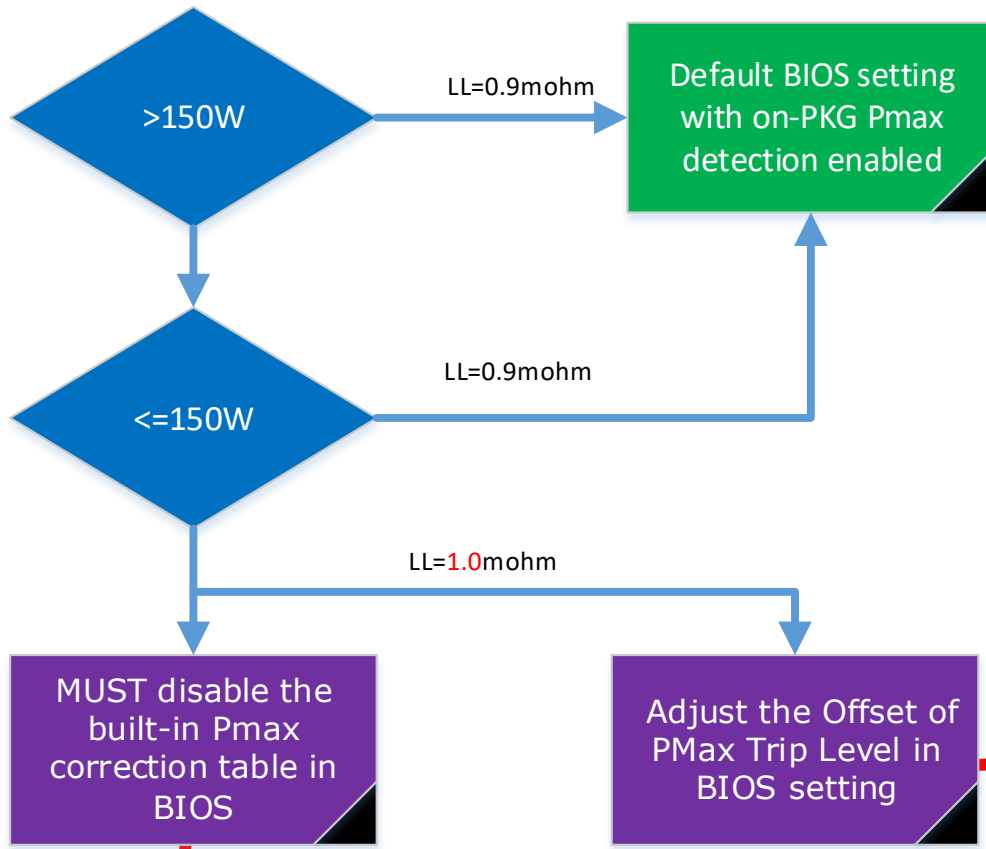 >150W
LL=0.9mohm
Default BIOS setting
with on-PKG Pmax
detection enabled
<=150W
LL=0.9mohm
LL=1.0mohm
MUST disable the
built-in Pmax
correction table in
BIOS
Adjust the Offset of
PMax Trip Level in
BIOS setting